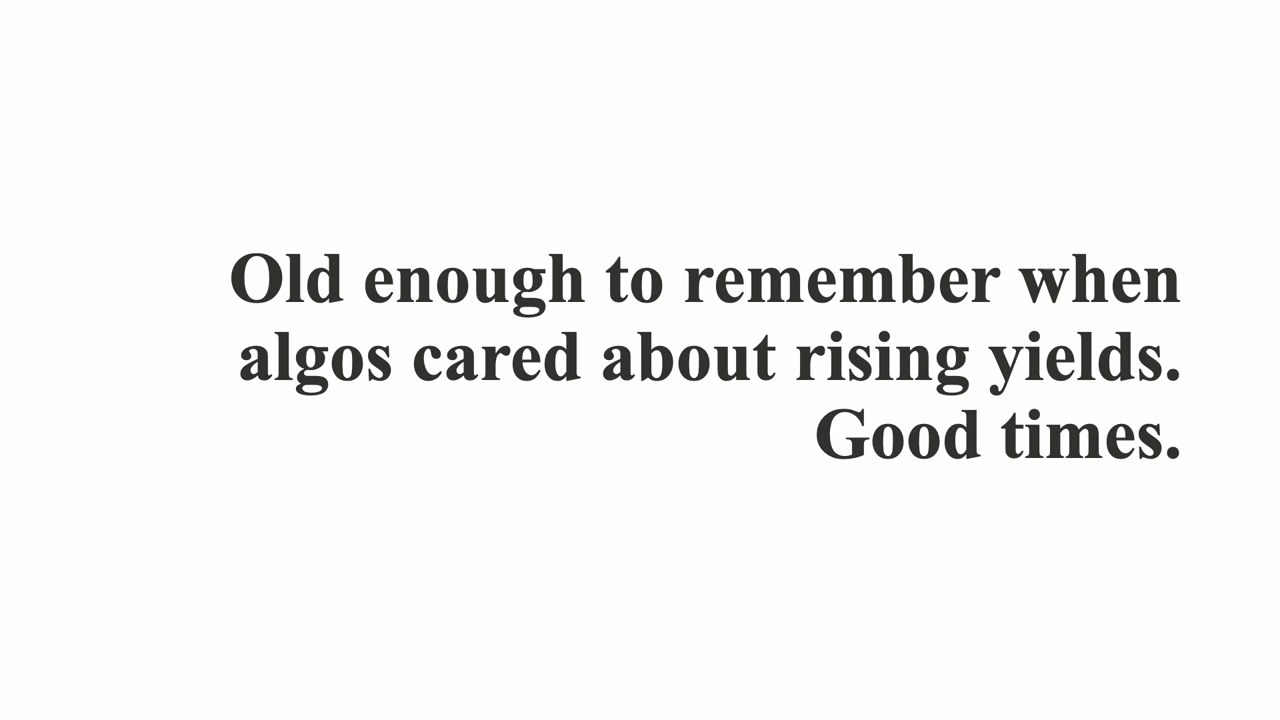 Old enough to remember when
algos cared about rising yields.
Good times.